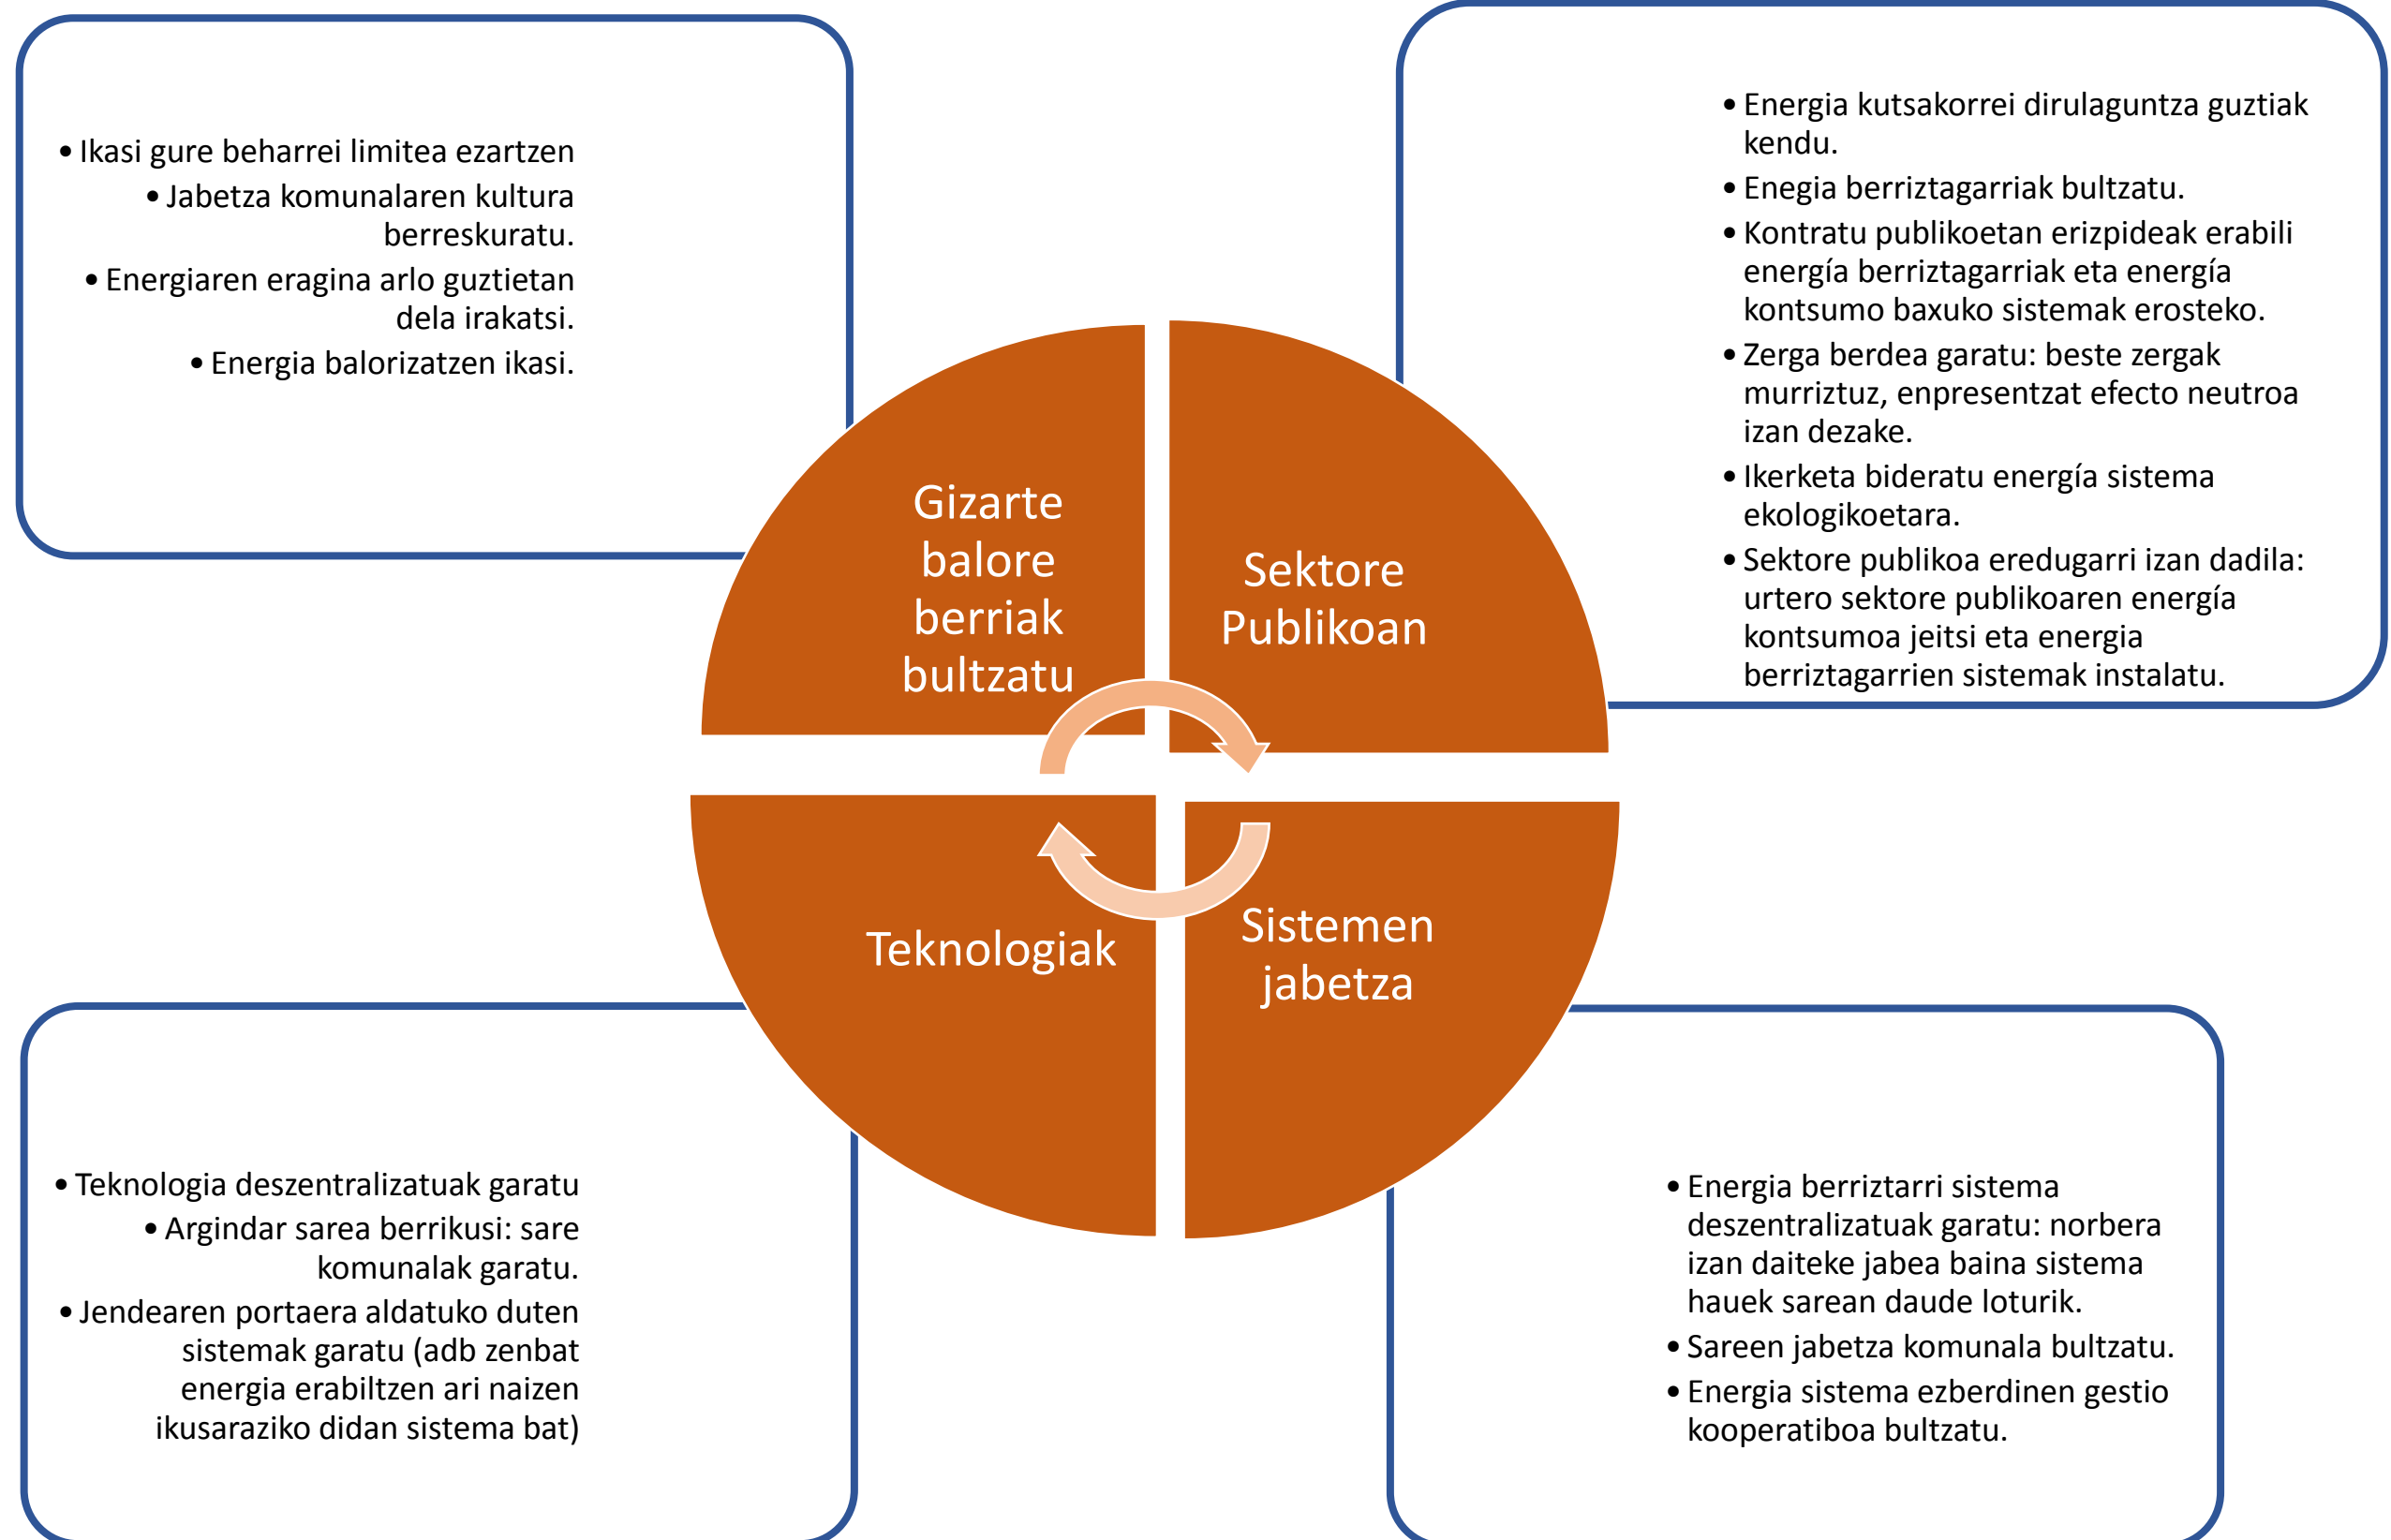 • Ikasi gure beharrei limitea ezartzen
• Jabetza komunalaren kultura
berreskuratu.
• Energiaren eragina arlo guztietan
dela irakatsi.
• Energia balorizatzen ikasi.
• Energia kutsakorrei dirulaguntza guztiak
kendu.
• Enegia berriztagarriak bultzatu.
• Kontratu publikoetan erizpideak erabili
energía berriztagarriak eta energía
kontsumo baxuko sistemak erosteko.
• Zerga berdea garatu: beste zergak
murriztuz, enpresentzat efecto neutroa
izan dezake.
• Ikerketa bideratu energía sistema
ekologikoetara.
• Sektore publikoa eredugarri izan dadila:
urtero sektore publikoaren energía
kontsumoa jeitsi eta energia
berriztagarrien sistemak instalatu.
Gizarte
balore
berriak
bultzatu
Sektore
Publikoan
Teknologiak
Sistemen
jabetza
• Teknologia deszentralizatuak garatu
• Argindar sarea berrikusi: sare
komunalak garatu.
• Jendearen portaera aldatuko duten
sistemak garatu (adb zenbat
energia erabiltzen ari naizen
ikusaraziko didan sistema bat)
• Energia berriztarri sistema
deszentralizatuak garatu: norbera
izan daiteke jabea baina sistema
hauek sarean daude loturik.
• Sareen jabetza komunala bultzatu.
• Energia sistema ezberdinen gestio
kooperatiboa bultzatu.